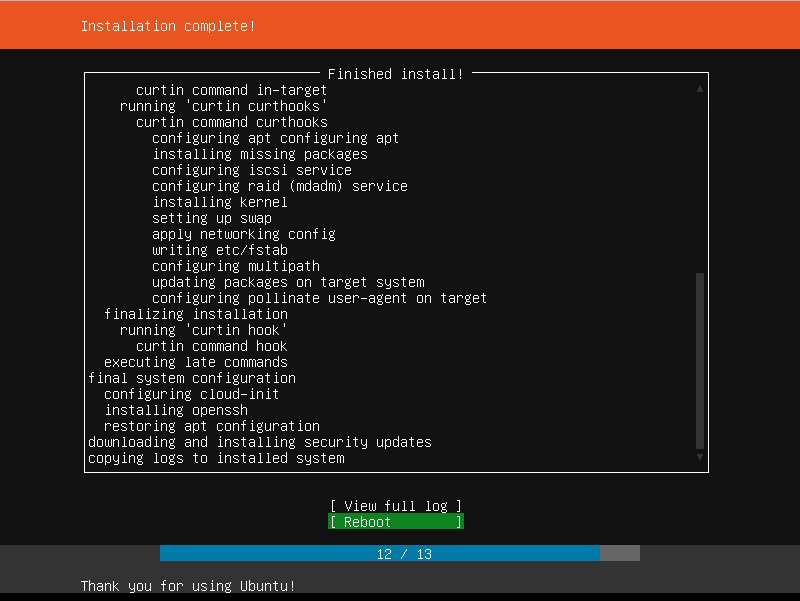 Installation complete!
Finished install!
curtin command in-target
running 'curtin curthooks'
curtin command curthooks
configuring apt configuring apt
installing missing packages
configuring iscsi service
configuring raid (mdadm) service
installing kernel
setting up swap
apply networking config
writing etc/fstab
configuring multipath
updating packages on target system
configuring pollinate user-agent on target
finalizing installation
running 'curtin hook'
curtin command hook
executing late commands
final system configuration
configuring cloud-init
installing openssh
restoring apt configuration
downloading and installing security updates
copying logs to installed system
[ View full log ]
[ Reboot ]
12 / 13
Thank you for using Ubuntu!